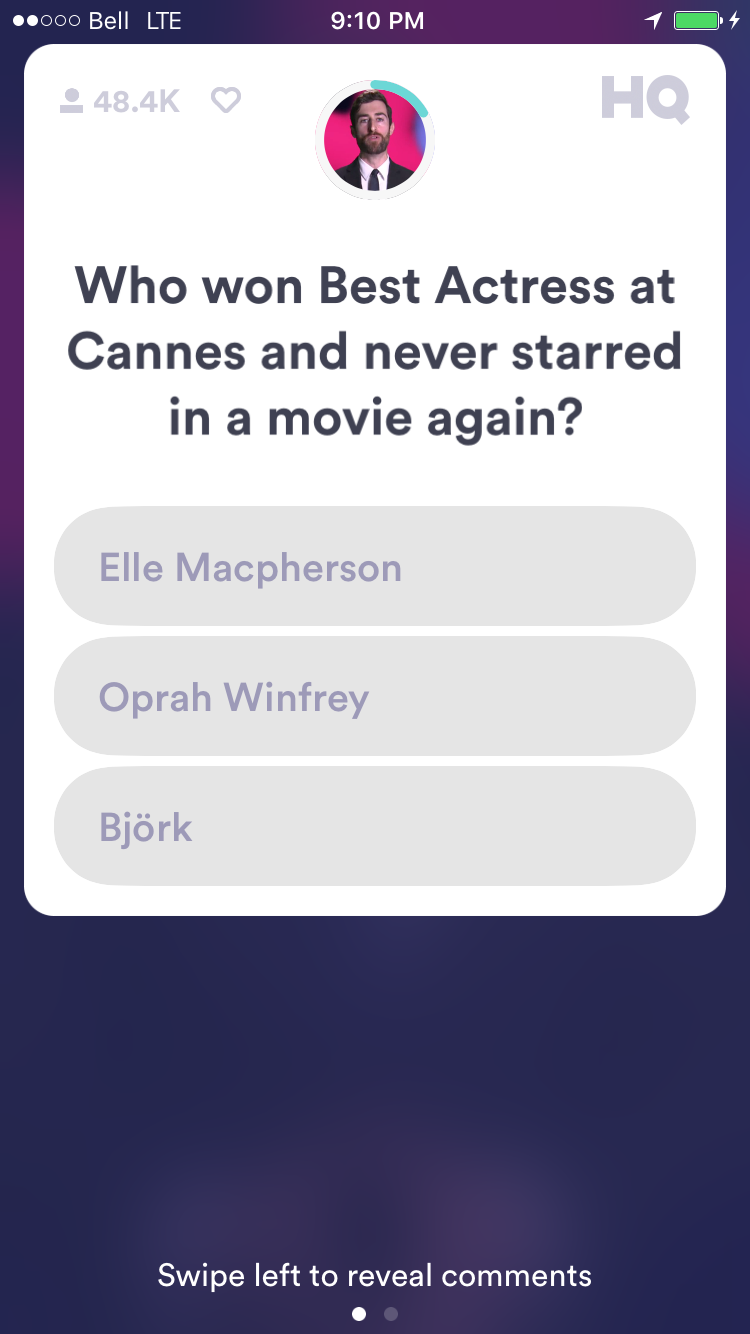 Bell LTE 9:10 PM
48.4K HQ
Who won Best Actress at
Cannes and never starred
in a movie again?
Elle Macpherson
Oprah Winfrey
Björk
Swipe left to reveal comments